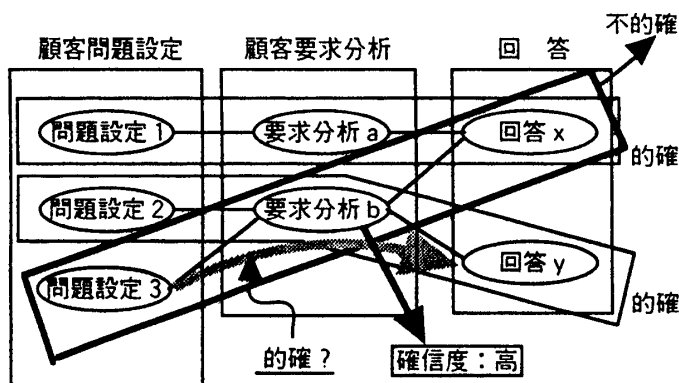 不的確
顧客問題設定
顧客要求分析
回 答
問題設定 1
要求分析 a
回答 x
的確
問題設定 2
要求分析 b
回答 y
問題設定 3
的確
的確 ?
確信度:高